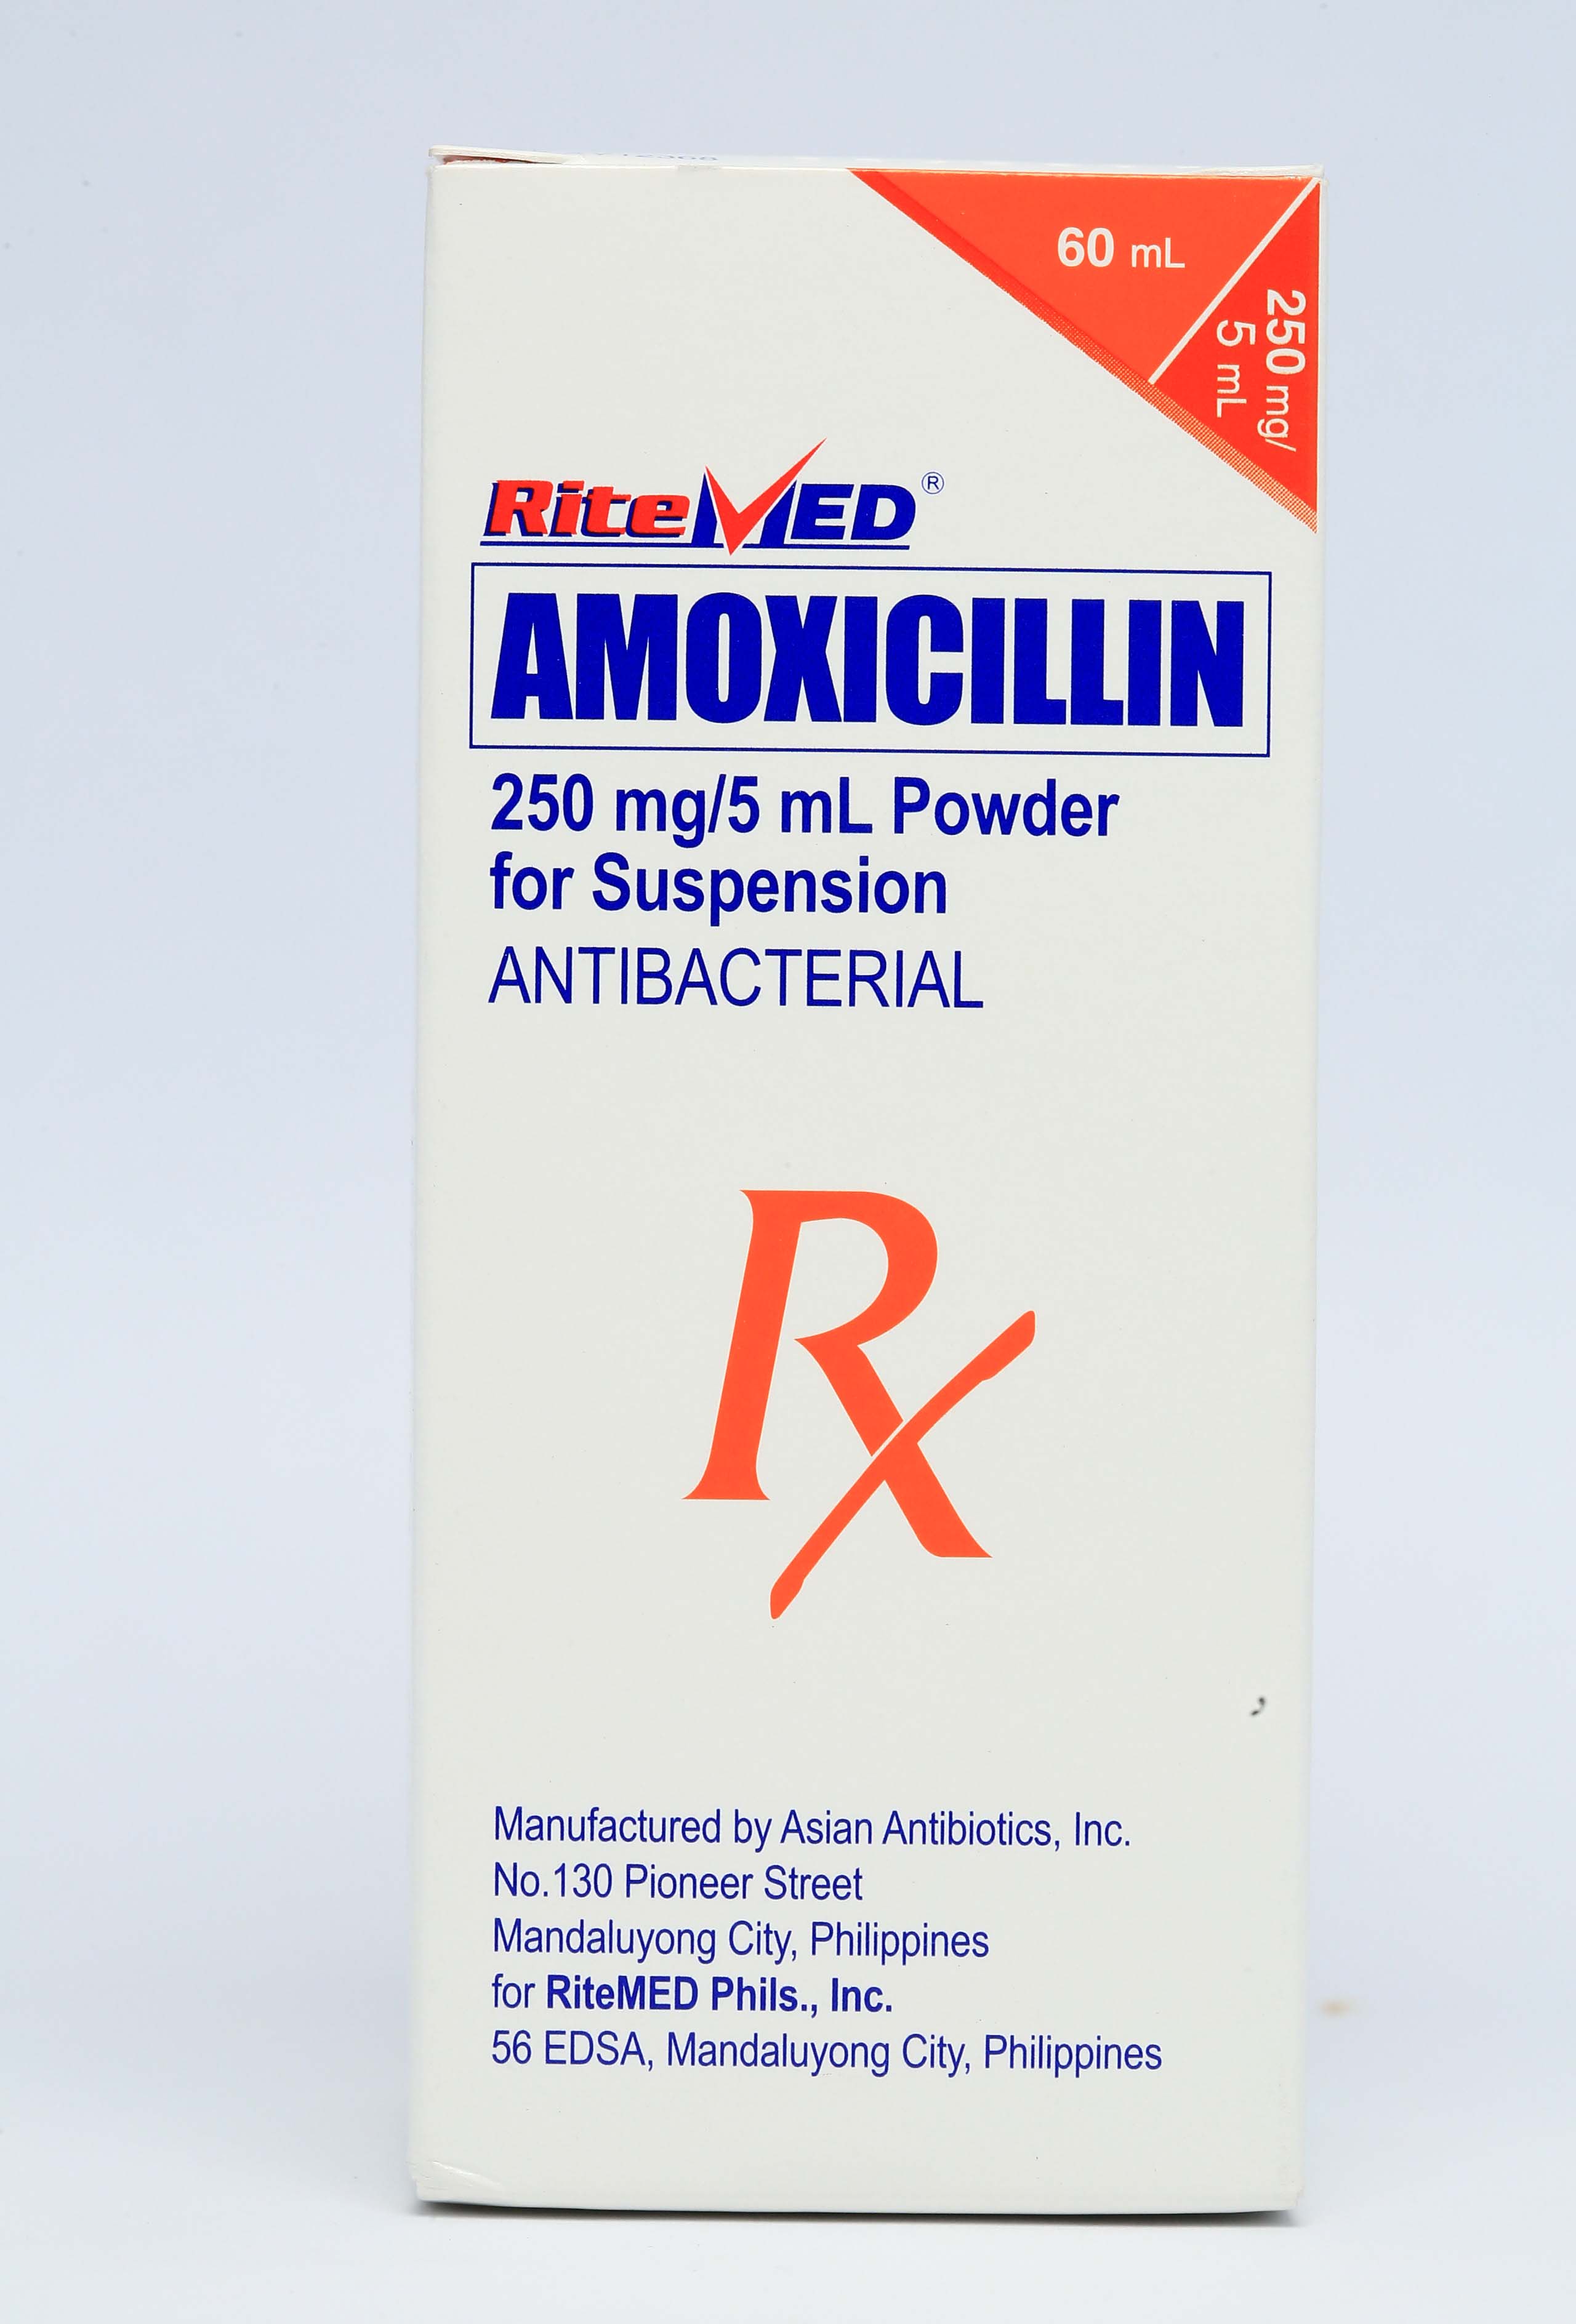 60 mL
250 mg/
5 mL
RiteMED®
AMOXICILLIN
250 mg/5 mL Powder
for Suspension
ANTIBACTERIAL
Rx
Manufactured by Asian Antibiotics, Inc.
No.130 Pioneer Street
Mandaluyong City, Philippines
for RiteMED Phils., Inc.
56 EDSA, Mandaluyong City, Philippines